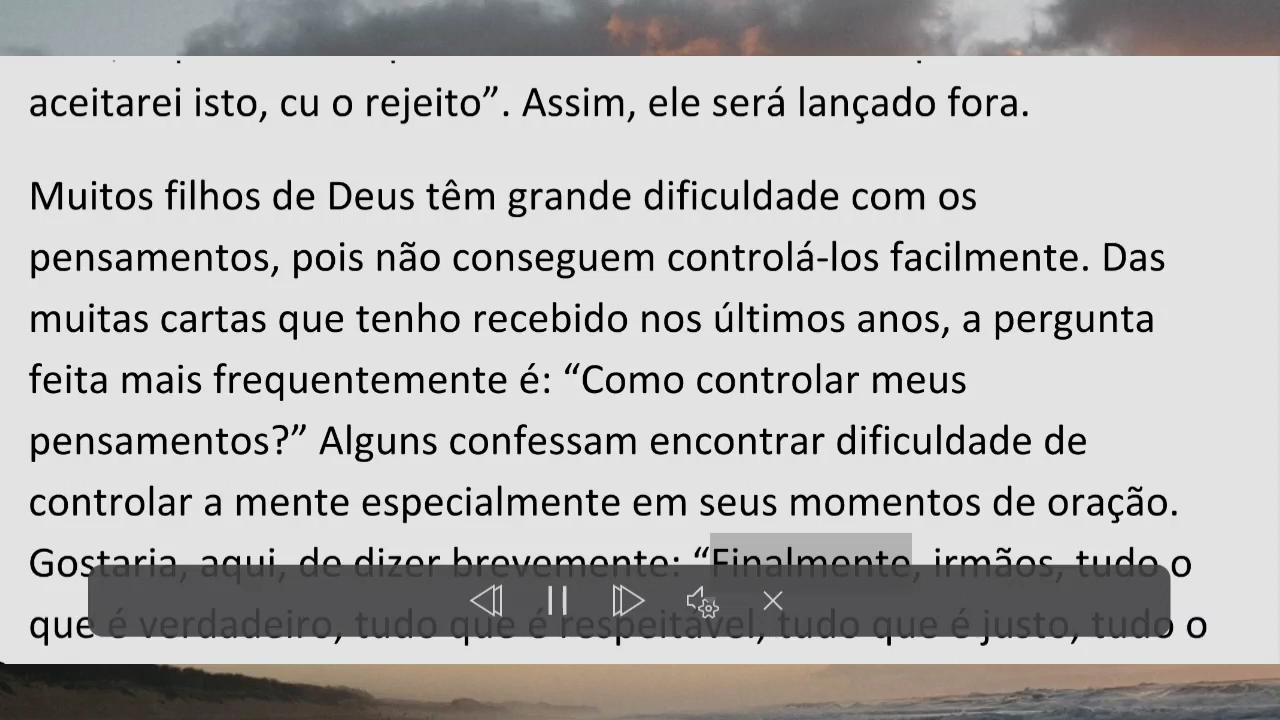 aceitarei isto, cu o rejeito”. Assim, ele será lançado fora.
Muitos filhos de Deus têm grande dificuldade com os
pensamentos, pois não conseguem controlá-los facilmente. Das
muitas cartas que tenho recebido nos últimos anos, a pergunta
feita mais frequentemente é: “Como controlar meus
pensamentos?” Alguns confessam encontrar dificuldade de
controlar a mente especialmente em seus momentos de oração.
Gostaria, aqui, de dizer brevemente: “Finalmente, irmãos, tudo o
que é verdadeiro, tudo que é respeitável, tudo que é justo, tudo o